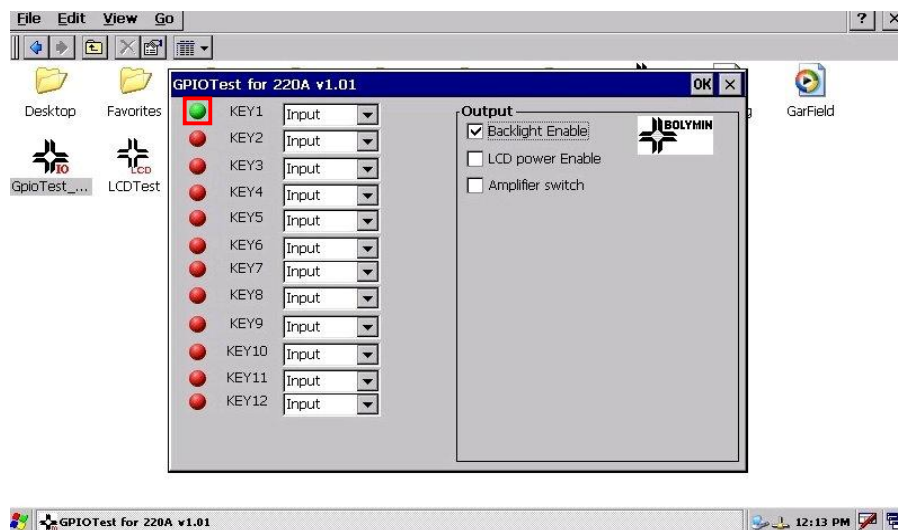 File Edit View Go
?
GPIOTest for 220A v1.01 OK
Desktop
Favorites
GarField
GpioTest_...
LCDTest
IO
LCD
KEY1 Input
KEY2 Input
KEY3 Input
KEY4 Input
KEY5 Input
KEY6 Input
KEY7 Input
KEY8 Input
KEY9 Input
KEY10 Input
KEY11 Input
KEY12 Input
Output
Backlight Enable
LCD power Enable
Amplifier switch
BOLYMIN
GPIOTest for 220A v1.01
12:13 PM